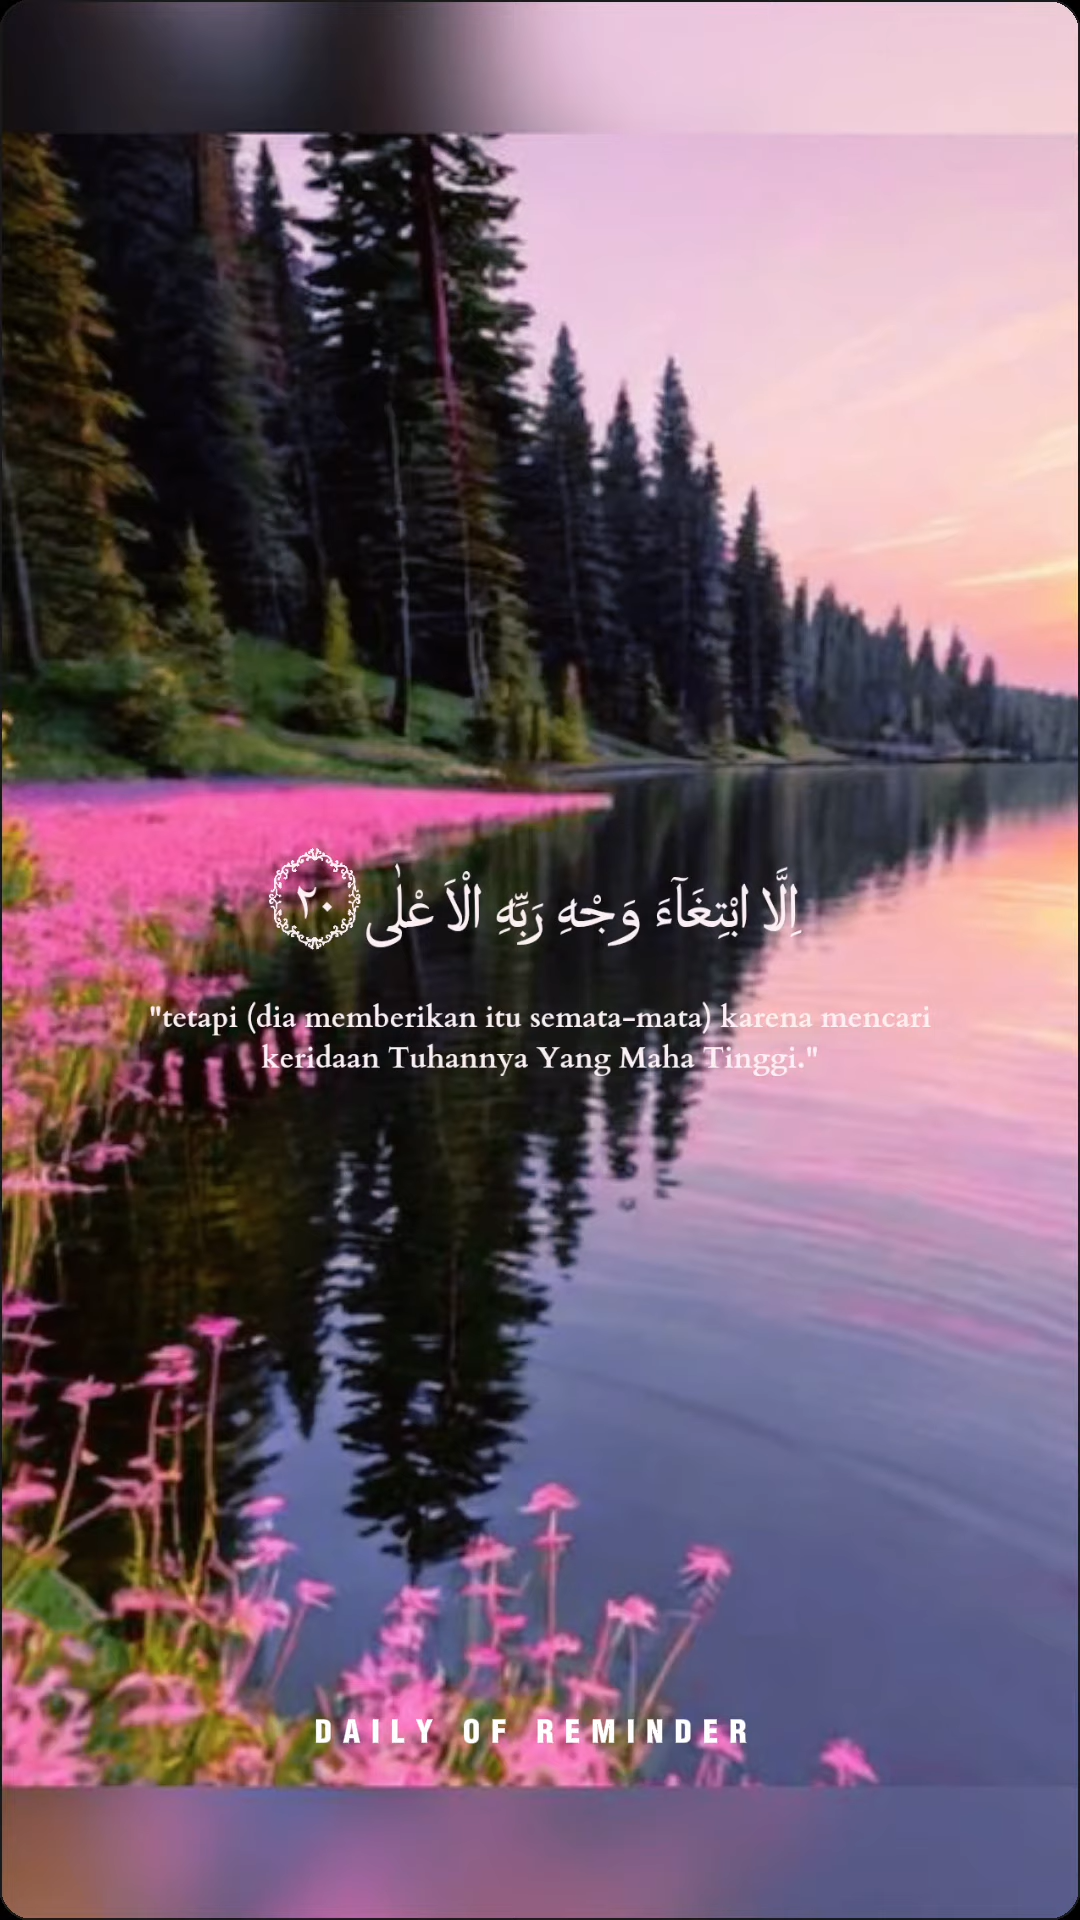 اِلَّا ابْتِغَآءَ وَجْهِ رَبِّهِ الْاَ عْلٰى ٢٠
"tetapi (dia memberikan itu semata-mata) karena mencari
keridaan Tuhannya Yang Maha Tinggi."
DAILY OF REMINDER